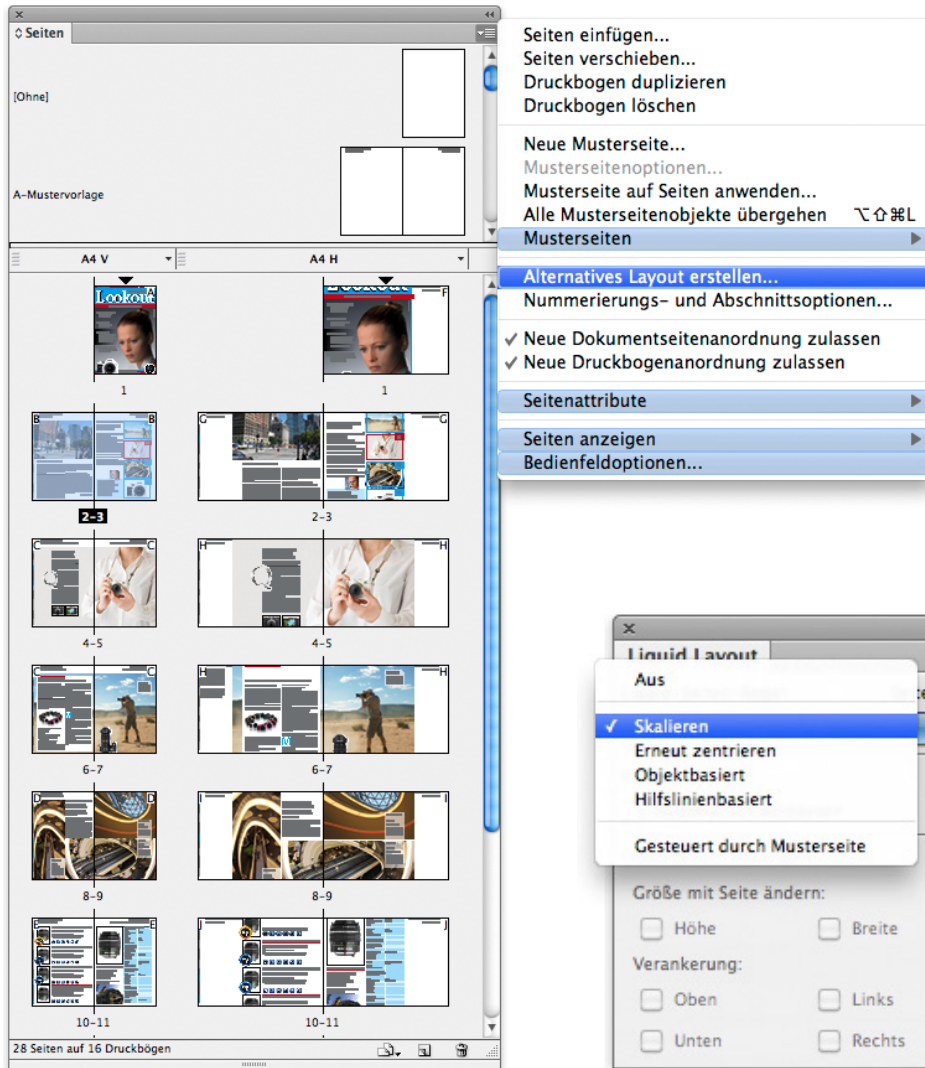 Seiten
[Ohne]
A-Mustervorlage
A4 V
A4 H
Lookout
A
F
1
1
B
B
G
G
2-3
2-3
C
C
H
H
4-5
4-5
C
C
H
H
6-7
6-7
D
D
I
I
8-9
8-9
E
E
J
J
10-11
10-11
28 Seiten auf 16 Druckbögen
Seiten einfügen...
Seiten verschieben...
Druckbogen duplizieren
Druckbogen löschen
Neue Musterseite...
Musterseitenoptionen...
Musterseite auf Seiten anwenden...
Alle Musterseitenobjekte übergehen ⌥⇧⌘L
Musterseiten
Alternatives Layout erstellen...
Nummerierungs- und Abschnittsoptionen...
✓ Neue Dokumentseitenanordnung zulassen
✓ Neue Druckbogenanordnung zulassen
Seitenattribute
Seiten anzeigen
Bedienfeldoptionen...
Liquid Layout
Aus
✓ Skalieren
Erneut zentrieren
Objektbasiert
Hilfslinienbasiert
Gesteuert durch Musterseite
Größe mit Seite ändern:
Höhe Breite
Verankerung:
Oben Links
Unten Rechts